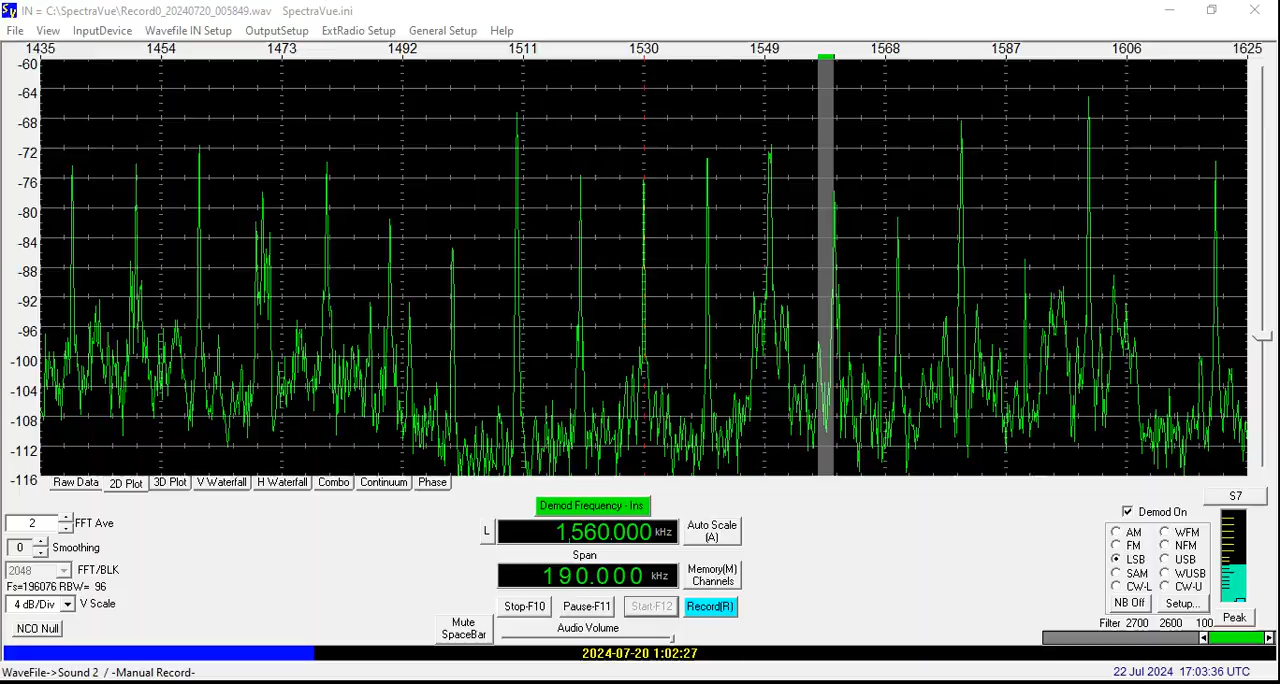 IN = C:\SpectraVue\Record0_20240720_005849.wav SpectraVue.ini
File View InputDevice Wavefile IN Setup OutputSetup ExtRadio Setup General Setup Help
1435 1454 1473 1492 1511 1530 1549 1568 1587 1606 1625
-60
-64
-68
-72
-76
-80
-84
-88
-92
-96
-100
-104
-108
-112
-116
Raw Data 2D Plot 3D Plot V Waterfall H Waterfall Combo Continuum Phase
S7
Demod Frequency - Ins
Demod On
2 FFT Ave
L 1,560.000 kHz Auto Scale (A)
AM WFM
FM NFM
LSB USB
SAM WUSB
CW-L CW-U
0 Smoothing
Span
2048 FFT/BLK
190.000 kHz Memory(M) Channels
Fs=196076 RBW= 96
4 dB/Div V Scale
Stop-F10 Pause-F11 Start-F12 Record(R)
NB Off Setup... Peak
NCO Null
Mute SpaceBar
Audio Volume
Filter 2700 2600 100
2024-07-20 1:02:27
WaveFile->Sound 2 / -Manual Record-
22 Jul 2024 17:03:36 UTC